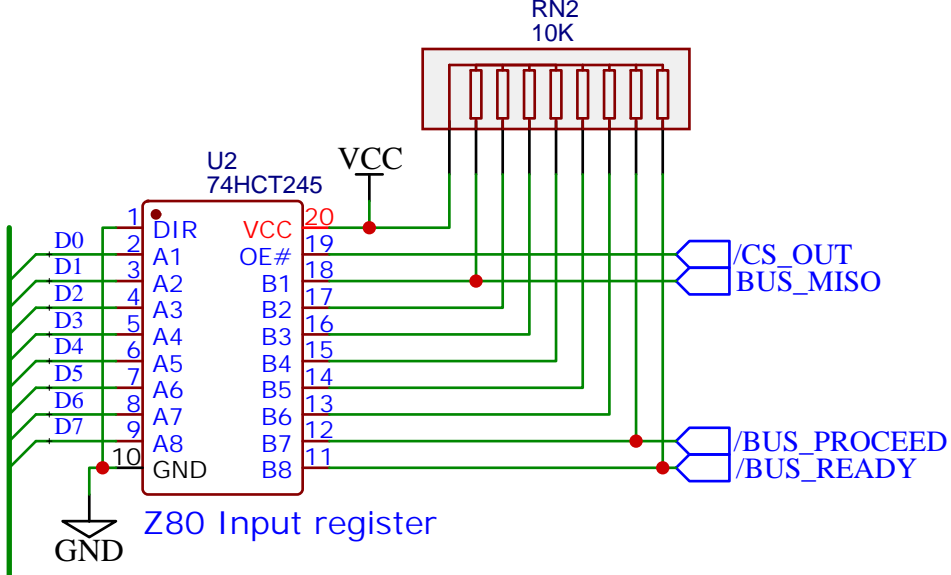 RN2
10K
U2
74HCT245
VCC
1 DIR VCC 20
D0 2 A1 OE# 19 /CS_OUT
D1 3 A2 B1 18 BUS_MISO
D2 4 A3 B2 17
D3 5 A4 B3 16
D4 6 A5 B4 15
D5 7 A6 B5 14
D6 8 A7 B6 13
D7 9 A8 B7 12 /BUS_PROCEED
10 GND B8 11 /BUS_READY
Z80 Input register
GND